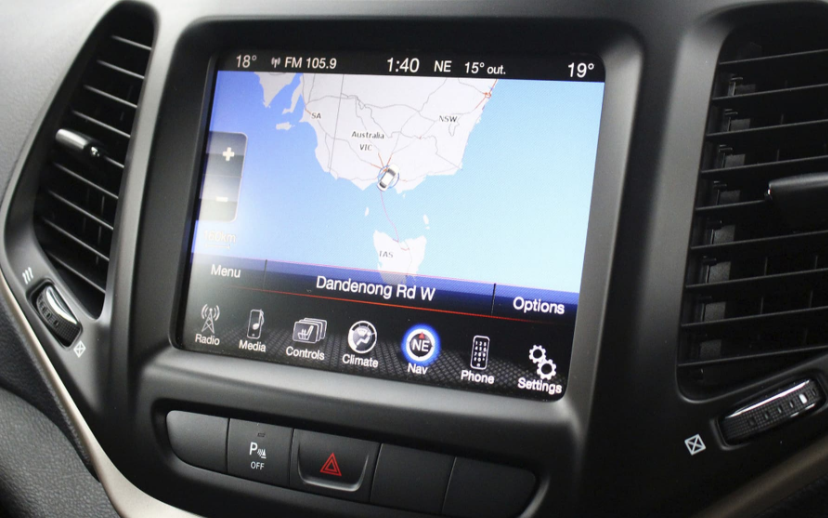 18° FM 105.9 1:40 NE 15° out. 19°
SA
NSW
Australia
VIC
+
−
TAS
Menu Dandenong Rd W Options
Radio Media Controls Climate NE Nav Phone Settings
P OFF